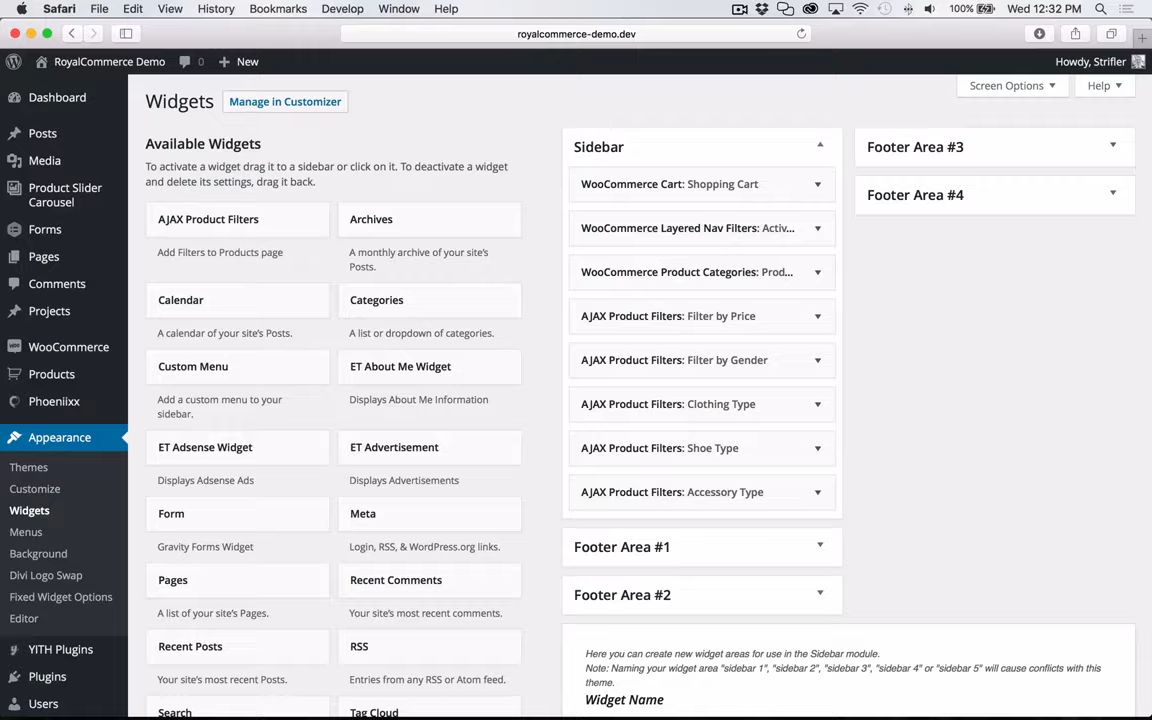 Safari File Edit View History Bookmarks Develop Window Help
100% Wed 12:32 PM
royalcommerce-demo.dev
RoyalCommerce Demo 0 New
Howdy, Strifler
Dashboard
Posts
Media
Product Slider
Carousel
Forms
Pages
Comments
Projects
WooCommerce
Products
Phoeniixx
Appearance
Themes
Customize
Widgets
Menus
Background
Divi Logo Swap
Fixed Widget Options
Editor
YITH Plugins
Plugins
Users
Screen Options Help
Widgets Manage in Customizer
Available Widgets
To activate a widget drag it to a sidebar or click on it. To deactivate a widget
and delete its settings, drag it back.
AJAX Product Filters
Add Filters to Products page
Archives
A monthly archive of your site's
Posts.
Calendar
A calendar of your site's Posts.
Categories
A list or dropdown of categories.
Custom Menu
Add a custom menu to your
sidebar.
ET About Me Widget
Displays About Me Information
ET Adsense Widget
Displays Adsense Ads
ET Advertisement
Displays Advertisements
Form
Gravity Forms Widget
Meta
Login, RSS, & WordPress.org links.
Pages
A list of your site's Pages.
Recent Comments
Your site's most recent comments.
Recent Posts
Your site's most recent Posts.
RSS
Entries from any RSS or Atom feed.
Search
Tag Cloud
Sidebar
WooCommerce Cart: Shopping Cart
WooCommerce Layered Nav Filters: Activ...
WooCommerce Product Categories: Prod...
AJAX Product Filters: Filter by Price
AJAX Product Filters: Filter by Gender
AJAX Product Filters: Clothing Type
AJAX Product Filters: Shoe Type
AJAX Product Filters: Accessory Type
Footer Area #1
Footer Area #2
Footer Area #3
Footer Area #4
Here you can create new widget areas for use in the Sidebar module.
Note: Naming your widget area "sidebar 1", "sidebar 2", "sidebar 3", "sidebar 4" or "sidebar 5" will cause conflicts with this
theme.
Widget Name